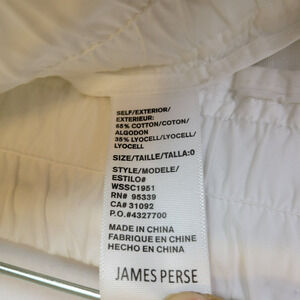 SELF/EXTERIOR/
EXTERIEUR:
65% COTTON/COTON/
ALGODON
35% LYOCELL/LYOCELL/
LYOCELL
SIZE/TAILLE/TALLA:0
STYLE/MODELE/
ESTILO#
WSSC1951
RN# 95339
CA# 31092
P.O.#4327700
MADE IN CHINA
FABRIQUE EN CHINE
HECHO EN CHINA
JAMES PERSE